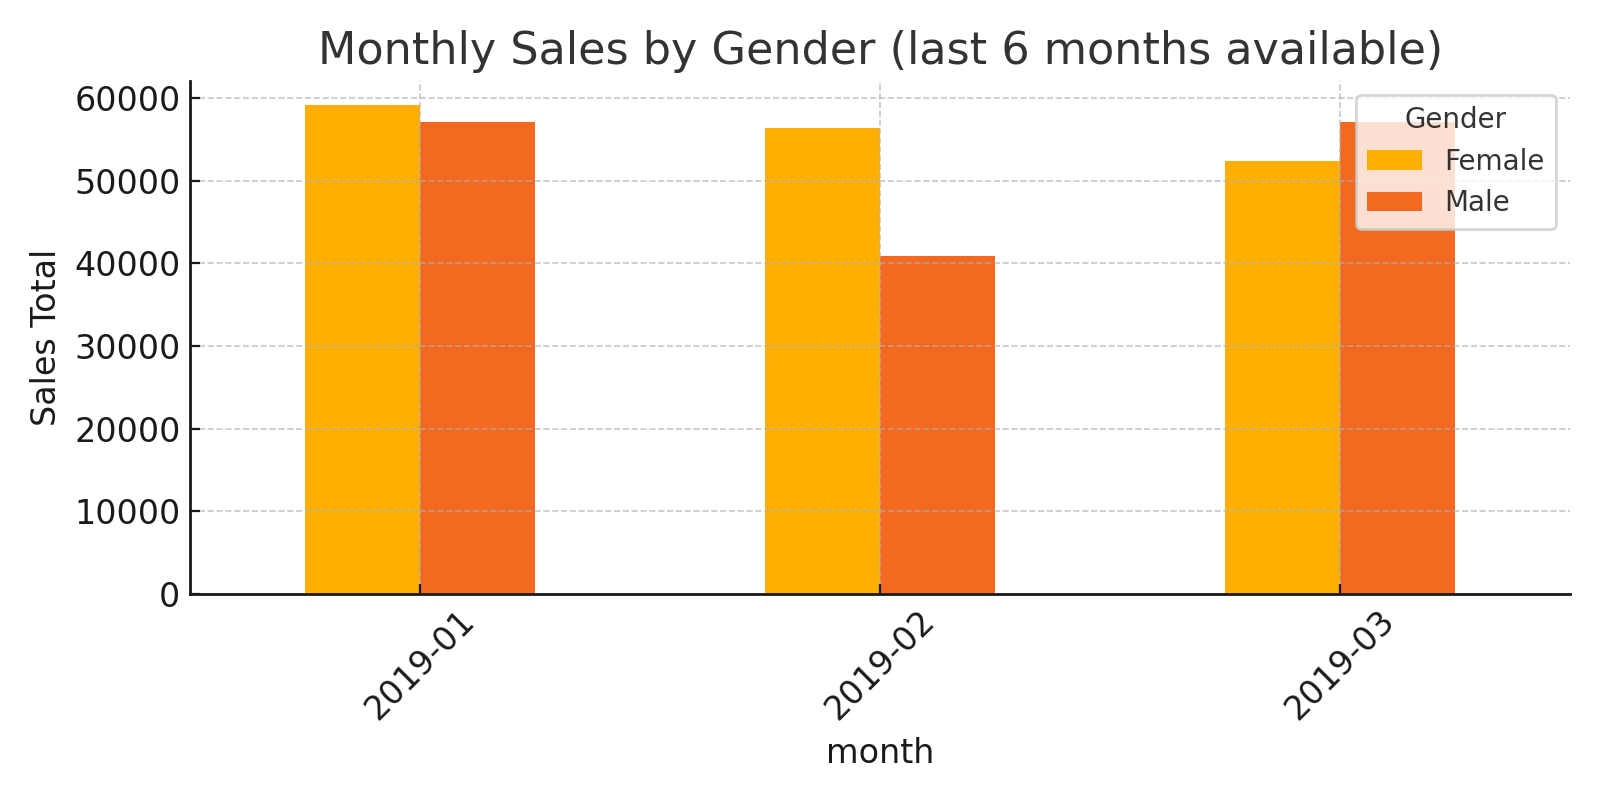 Monthly Sales by Gender (last 6 months available)
Sales Total
60000
50000
40000
30000
20000
10000
0
Gender
Female
Male
2019-01
2019-02
2019-03
month